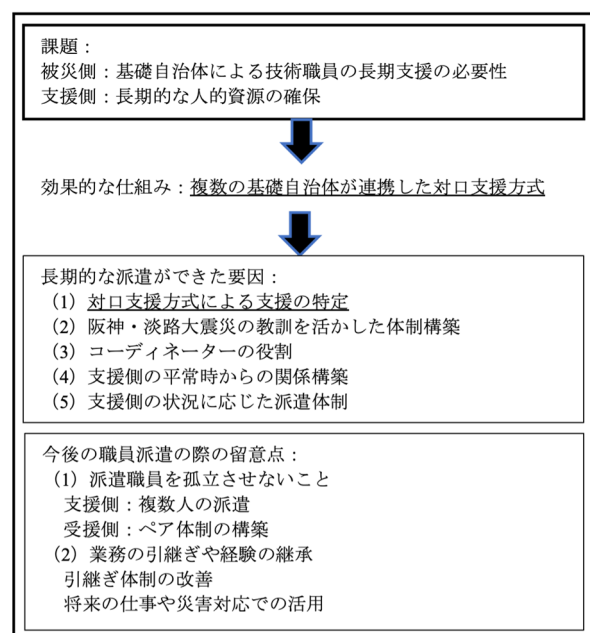 課題：
被災側：基礎自治体による技術職員の長期支援の必要性
支援側：長期的な人的資源の確保
効果的な仕組み：複数の基礎自治体が連携した対口支援方式
長期的な派遣ができた要因：
（1）対口支援方式による支援の特定
（2）阪神・淡路大震災の教訓を活かした体制構築
（3）コーディネーターの役割
（4）支援側の平常時からの関係構築
（5）支援側の状況に応じた派遣体制
今後の職員派遣の際の留意点：
（1）派遣職員を孤立させないこと
支援側：複数人の派遣
受援側：ペア体制の構築
（2）業務の引継ぎや経験の継承
引継ぎ体制の改善
将来の仕事や災害対応での活用